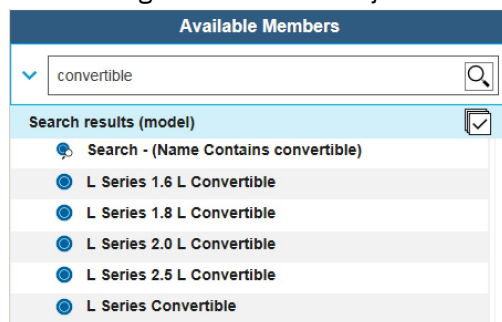 Available Members
convertible
Search results (model)
Search - (Name Contains convertible)
L Series 1.6 L Convertible
L Series 1.8 L Convertible
L Series 2.0 L Convertible
L Series 2.5 L Convertible
L Series Convertible